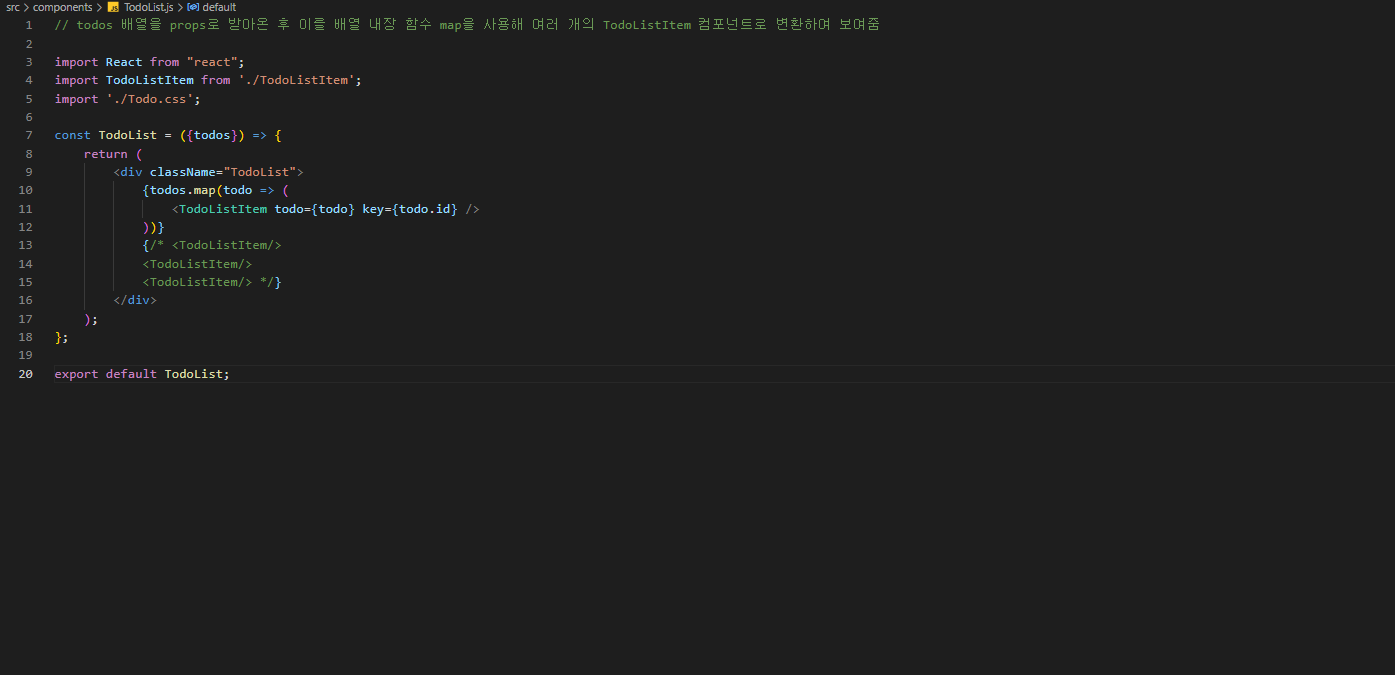 src > components > JS TodoList.js > default
1 // todos 배열을 props로 받아온 후 이를 배열 내장 함수 map을 사용해 여러 개의 TodoListItem 컴포넌트로 변환하여 보여줌
2
3 import React from "react";
4 import TodoListItem from './TodoListItem';
5 import './Todo.css';
6
7 const TodoList = ({todos}) => {
8     return (
9         <div className="TodoList">
10             {todos.map(todo => (
11                 <TodoListItem todo={todo} key={todo.id} />
12             ))}
13             {/* <TodoListItem/>
14             <TodoListItem/>
15             <TodoListItem/> */}
16         </div>
17     );
18 };
19
20 export default TodoList;